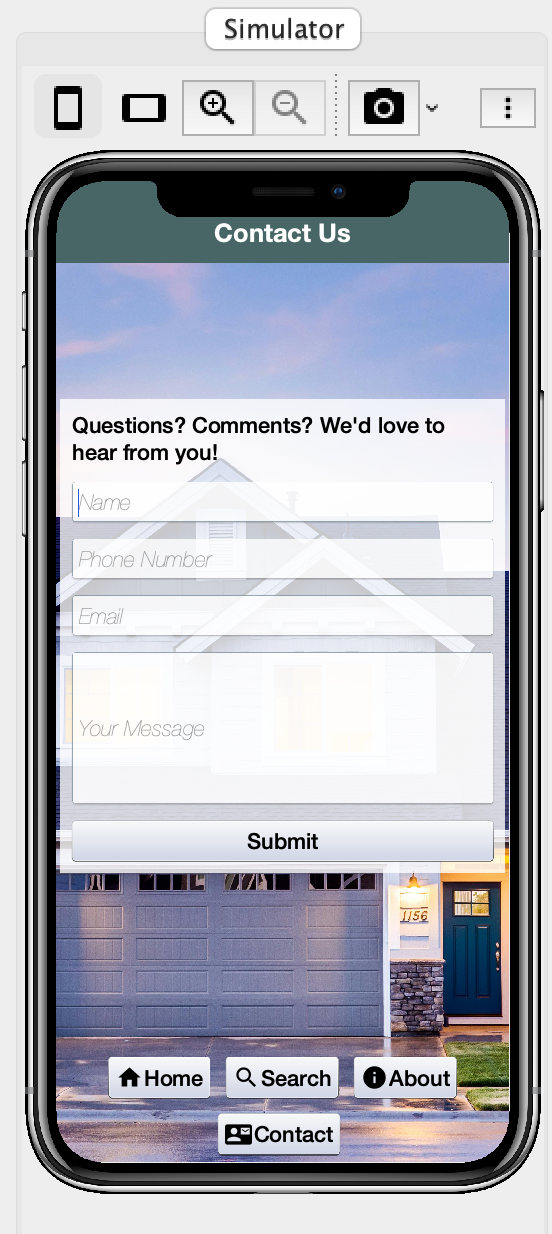 Simulator
Contact Us
Questions? Comments? We'd love to
hear from you!
Name
Phone Number
Email
Your Message
Submit
1156
Home Search About
Contact